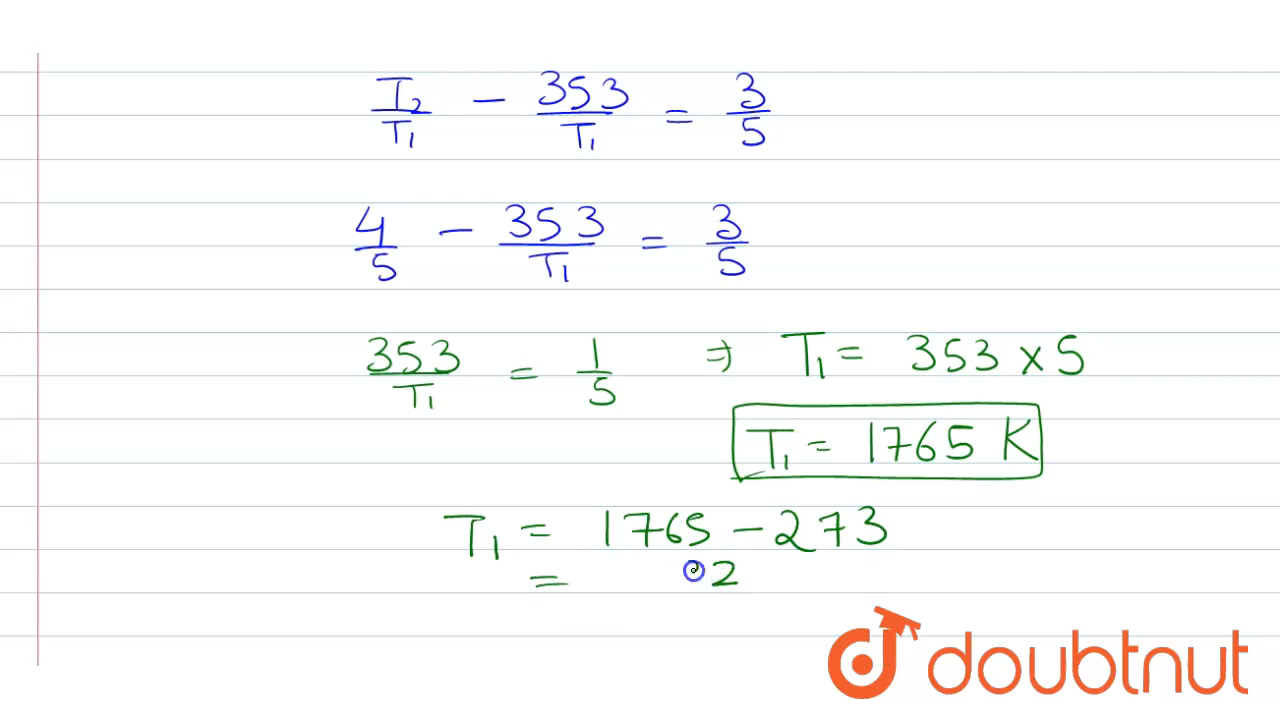 T₂/T₁ − 353/T₁ = 3/5
4/5 − 353/T₁ = 3/5
353/T₁ = 1/5 ⇒ T₁ = 353 × 5
T₁ = 1765 K
T₁ = 1765 − 273
= 2
doubtnut